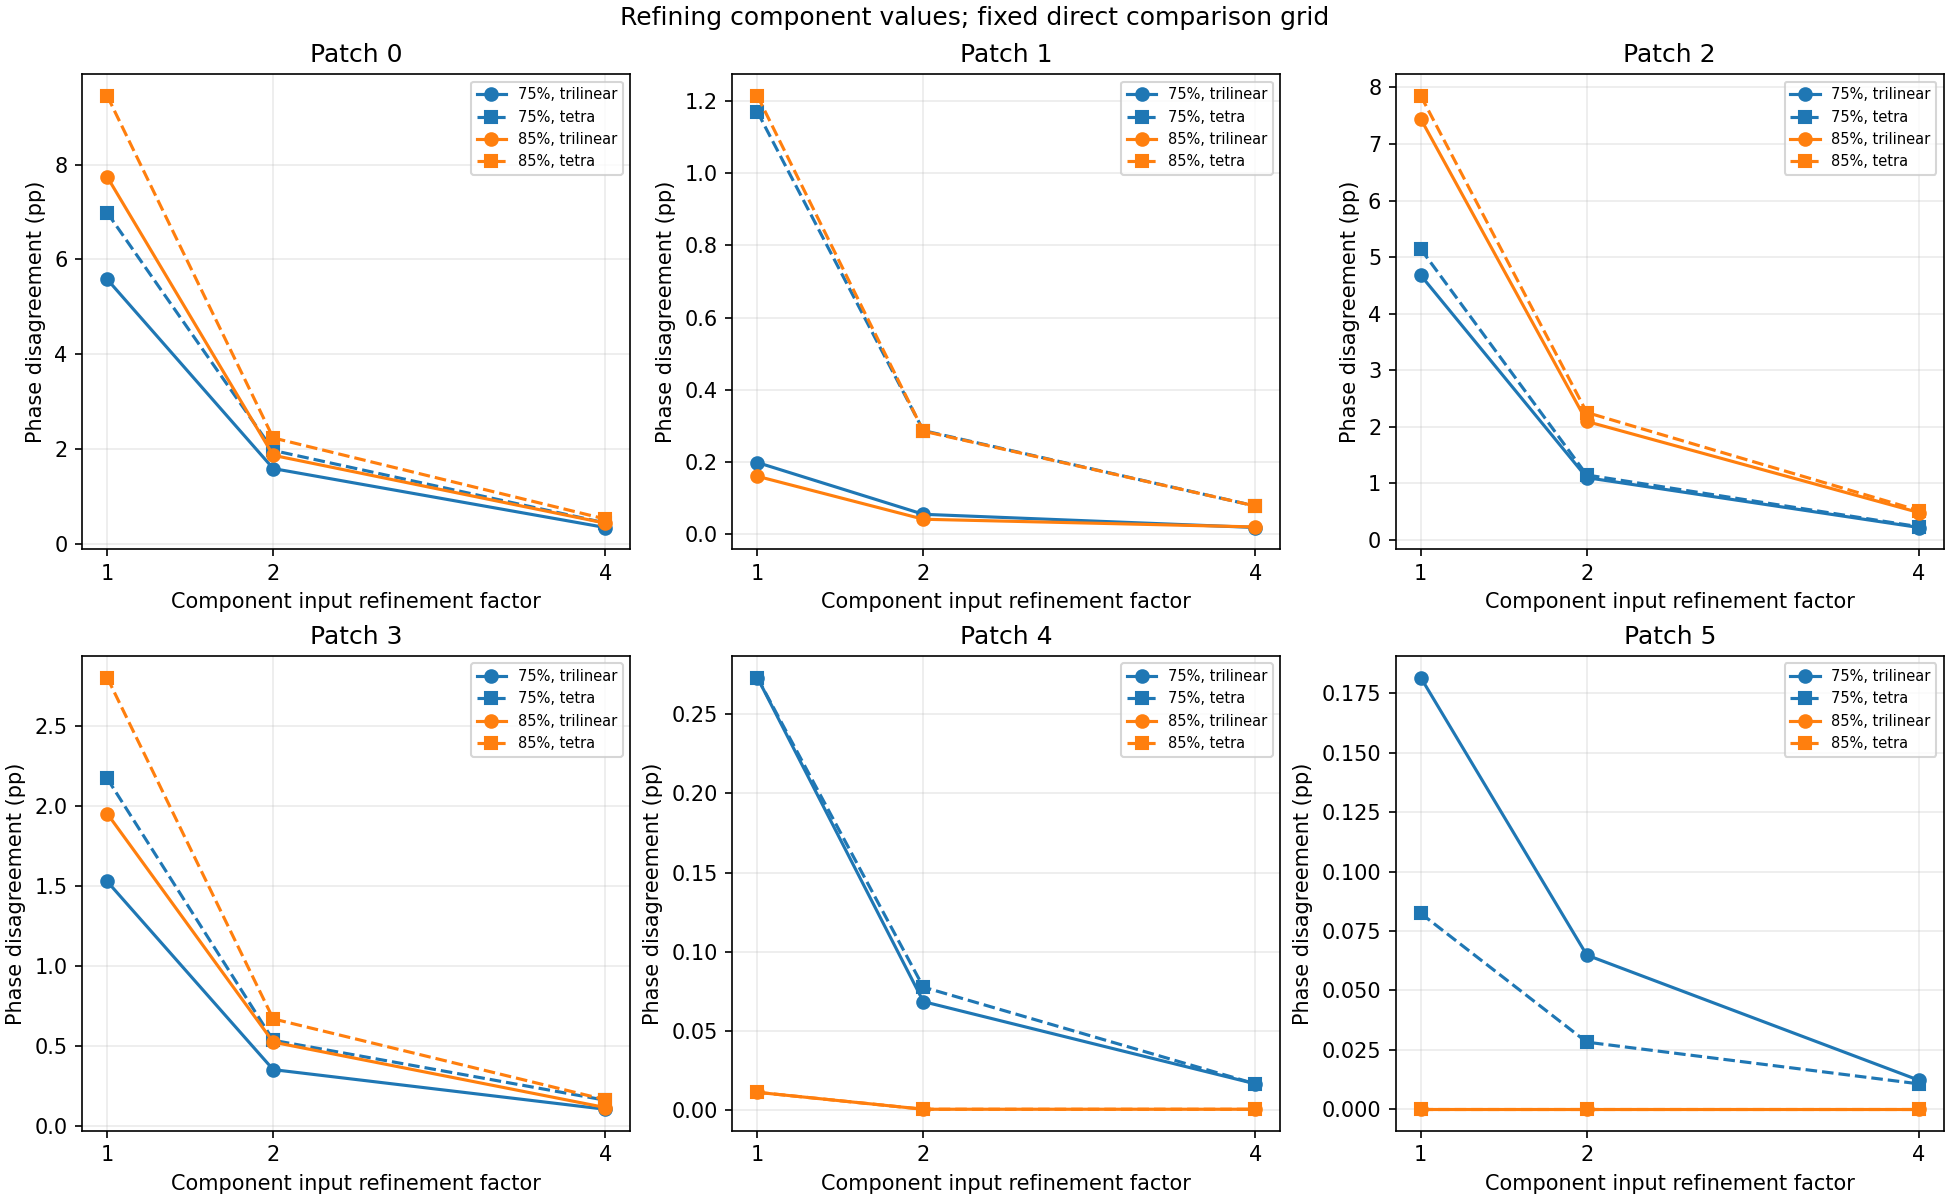 Refining component values; fixed direct comparison grid
Patch 0
Phase disagreement (pp)
8
6
4
2
0
75%, trilinear
75%, tetra
85%, trilinear
85%, tetra
1 2 4
Component input refinement factor
Patch 1
Phase disagreement (pp)
1.2
1.0
0.8
0.6
0.4
0.2
0.0
75%, trilinear
75%, tetra
85%, trilinear
85%, tetra
1 2 4
Component input refinement factor
Patch 2
Phase disagreement (pp)
8
7
6
5
4
3
2
1
0
75%, trilinear
75%, tetra
85%, trilinear
85%, tetra
1 2 4
Component input refinement factor
Patch 3
Phase disagreement (pp)
2.5
2.0
1.5
1.0
0.5
0.0
75%, trilinear
75%, tetra
85%, trilinear
85%, tetra
1 2 4
Component input refinement factor
Patch 4
Phase disagreement (pp)
0.25
0.20
0.15
0.10
0.05
0.00
75%, trilinear
75%, tetra
85%, trilinear
85%, tetra
1 2 4
Component input refinement factor
Patch 5
Phase disagreement (pp)
0.175
0.150
0.125
0.100
0.075
0.050
0.025
0.000
75%, trilinear
75%, tetra
85%, trilinear
85%, tetra
1 2 4
Component input refinement factor